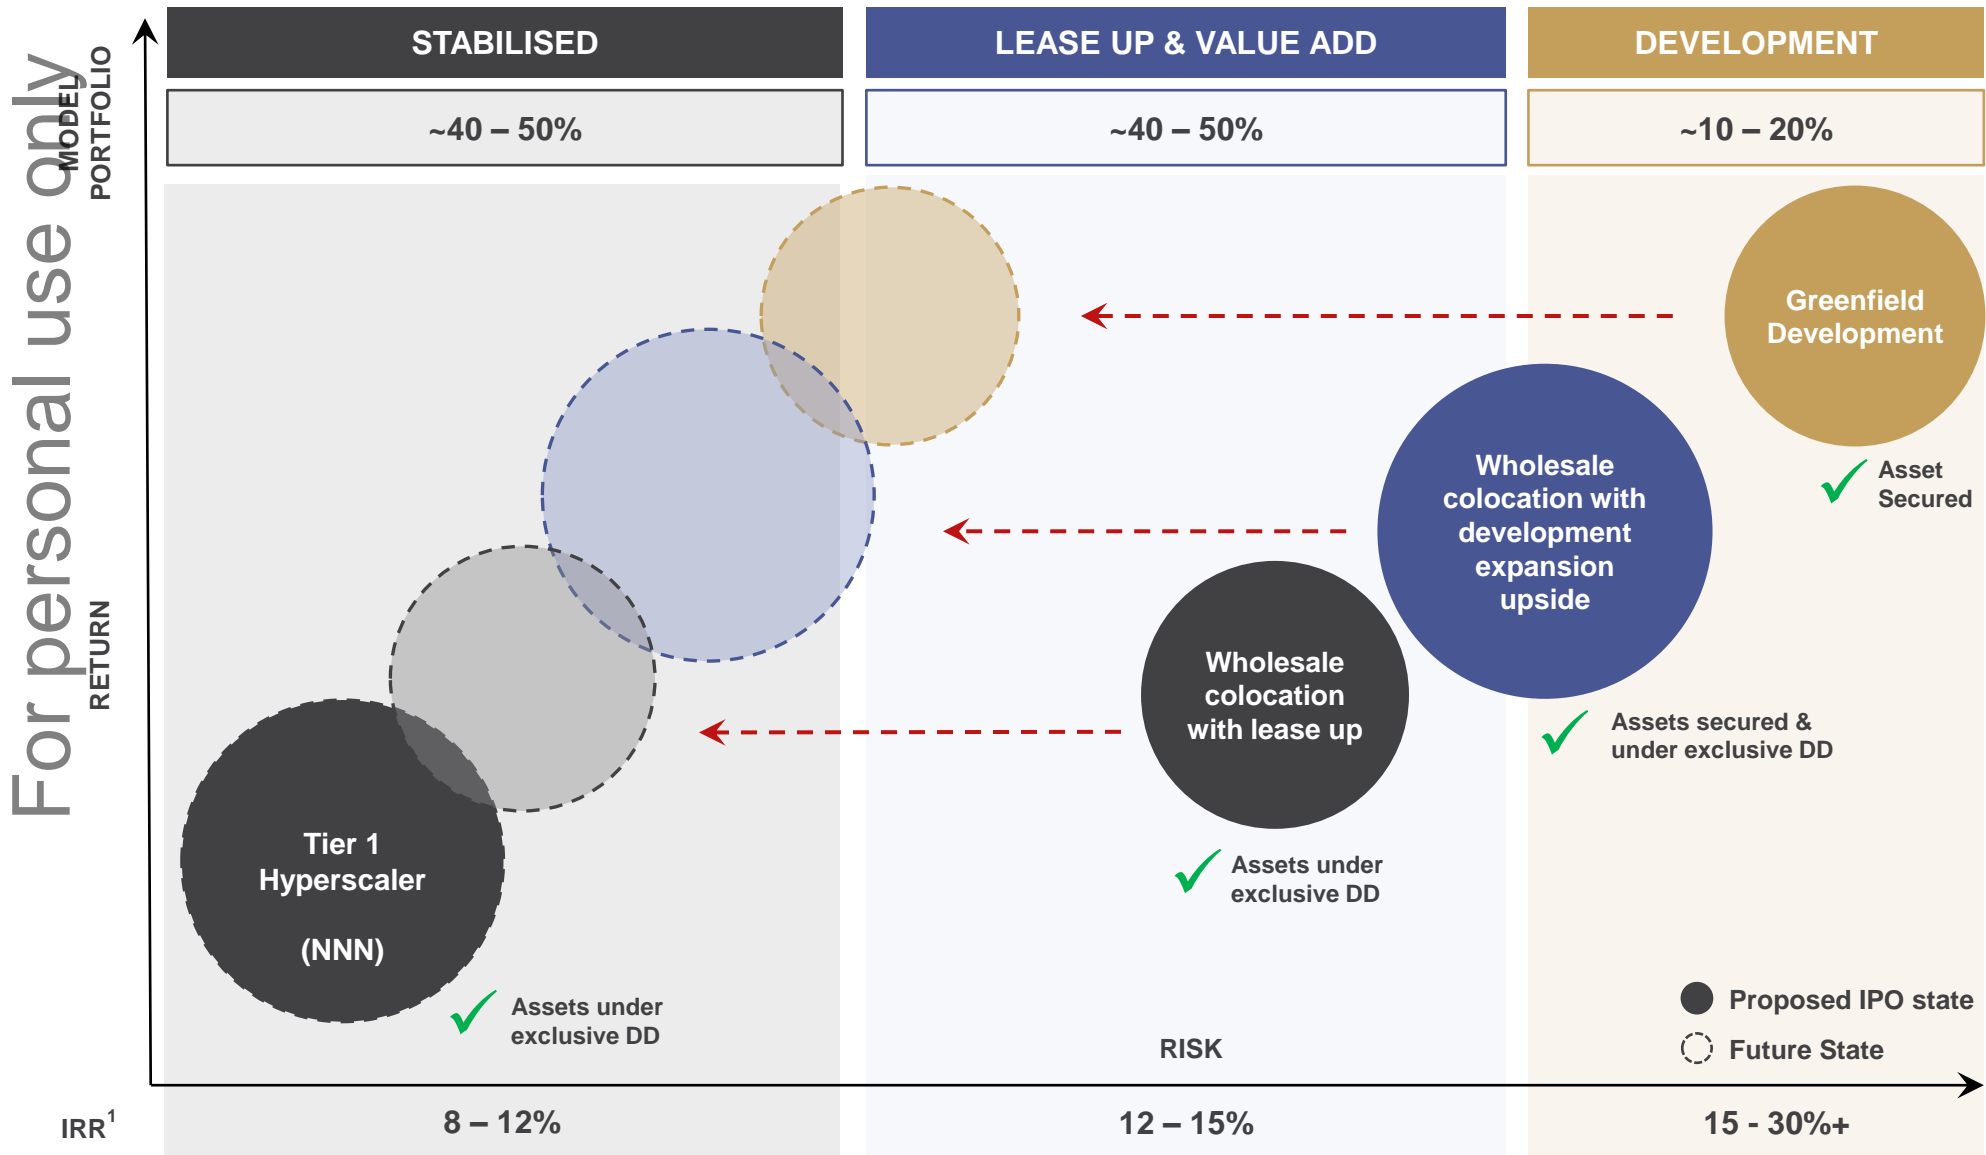 For personal use only
MODEL
PORTFOLIO
STABILISED
LEASE UP & VALUE ADD
DEVELOPMENT
~40 – 50%
~40 – 50%
~10 – 20%
RETURN
Greenfield
Development
Asset
Secured
Wholesale
colocation with
development
expansion
upside
Assets secured &
under exclusive DD
Wholesale
colocation
with lease up
Assets under
exclusive DD
Tier 1
Hyperscaler
(NNN)
Assets under
exclusive DD
Proposed IPO state
Future State
RISK
IRR1
8 – 12%
12 – 15%
15 - 30%+